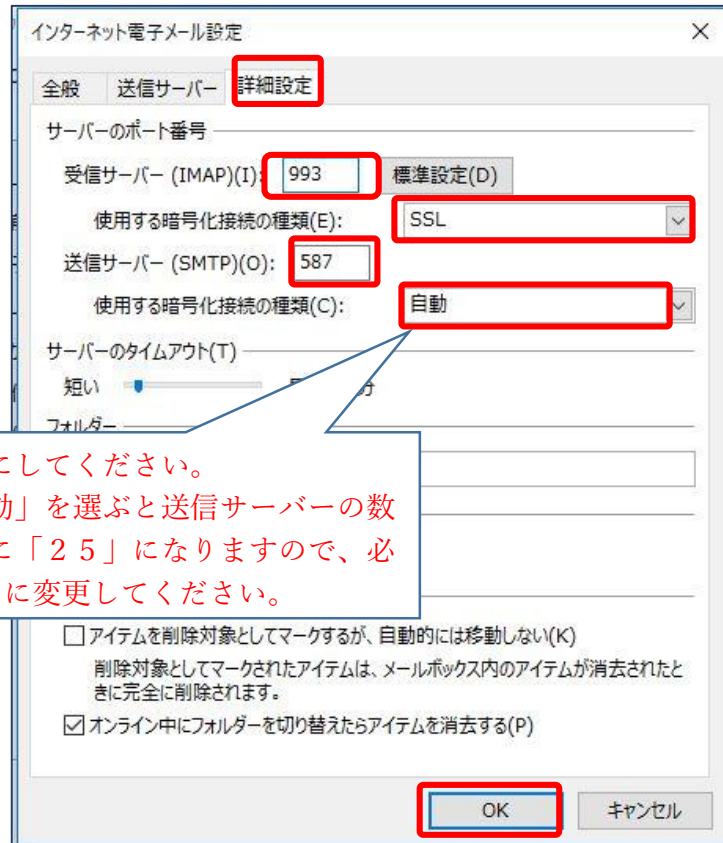 インターネット電子メール設定
全般 送信サーバー 詳細設定
サーバーのポート番号
受信サーバー (IMAP)(I): 993 標準設定(D)
使用する暗号化接続の種類(E): SSL
送信サーバー (SMTP)(O): 587
使用する暗号化接続の種類(C): 自動
サーバーのタイムアウト(T)
短い
フォルダー
にしてください。
動」を選ぶと送信サーバーの数
に「２５」になりますので、必
に変更してください。
アイテムを削除対象としてマークするが、自動的には移動しない(K)
削除対象としてマークされたアイテムは、メールボックス内のアイテムが消去されたと
きに完全に削除されます。
オンライン中にフォルダーを切り替えたらアイテムを消去する(P)
OK キャンセル